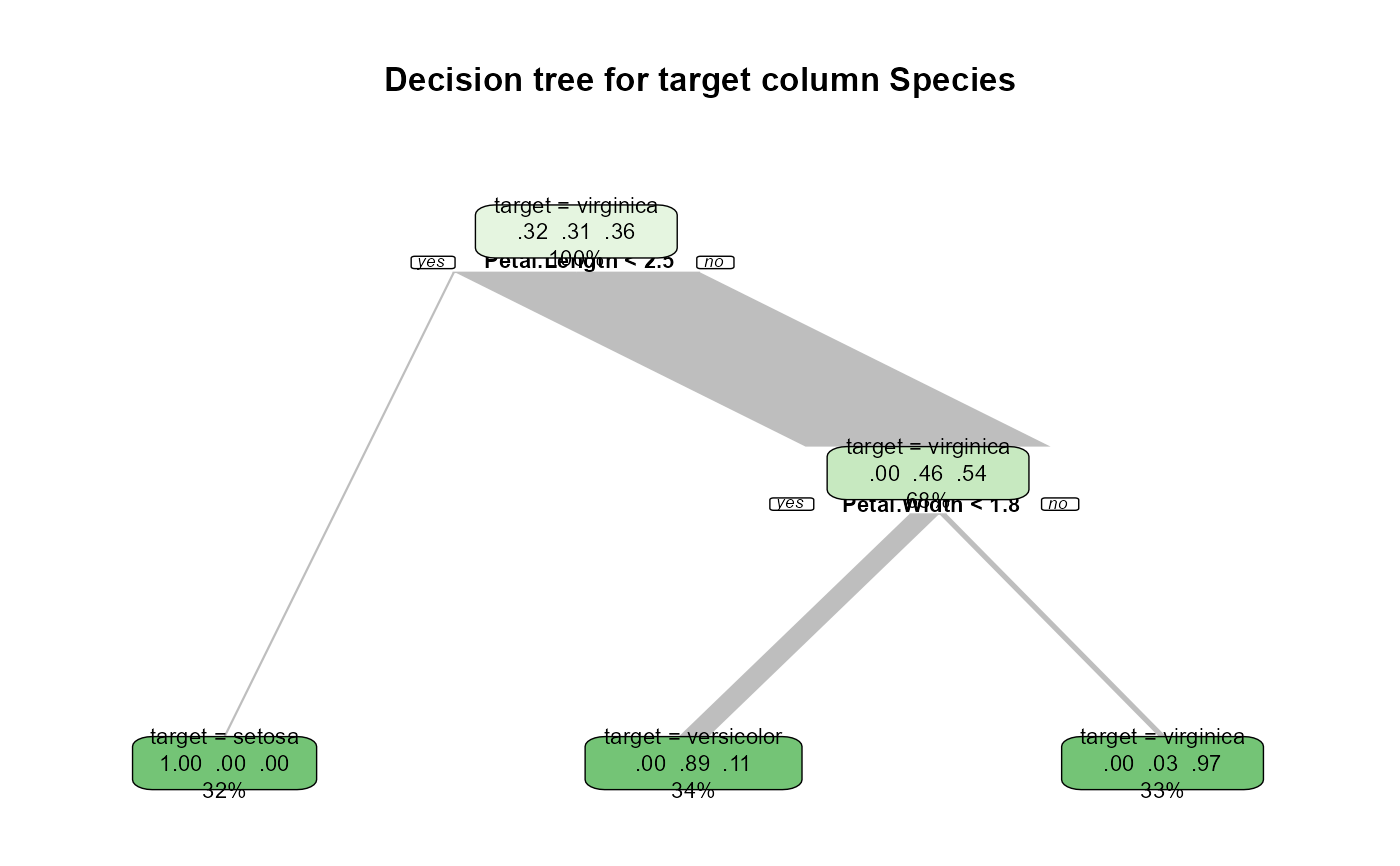 Decision tree for target column Species
target = virginica
.32 .31 .36
100%
yes Petal.Length < 2.5 no
target = virginica
.00 .46 .54
68%
yes Petal.Width < 1.8 no
target = setosa
1.00 .00 .00
32%
target = versicolor
.00 .89 .11
34%
target = virginica
.00 .03 .97
33%